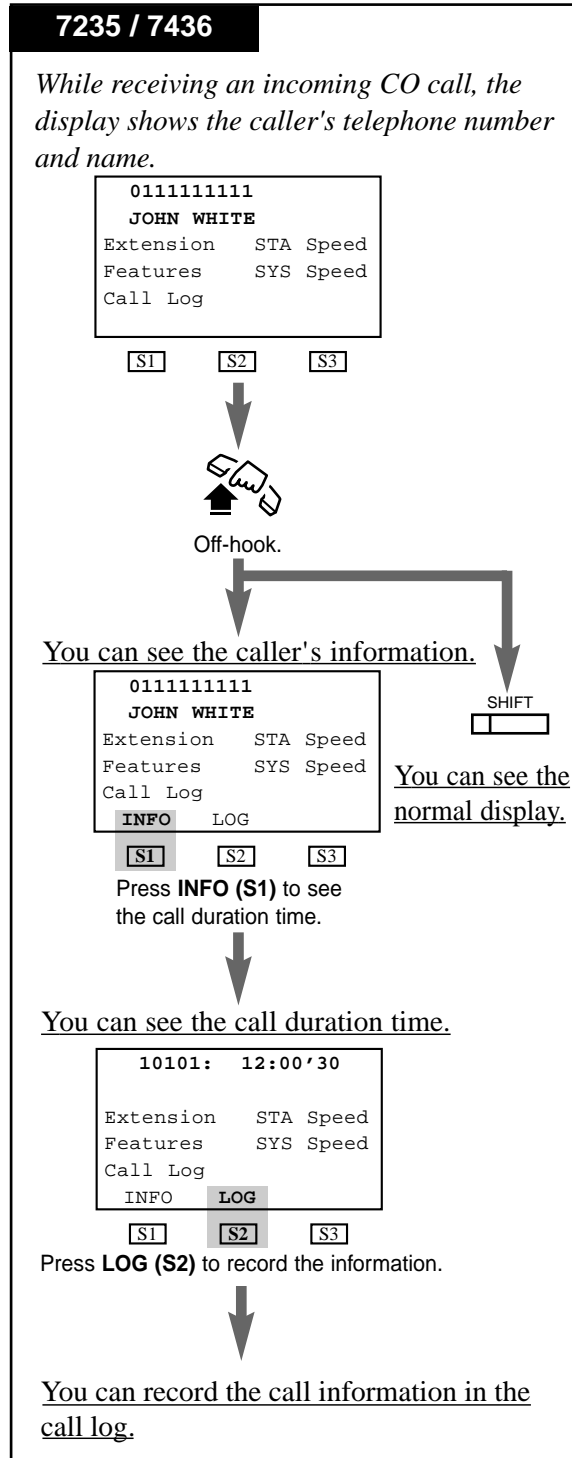 7235 / 7436
While receiving an incoming CO call, the
display shows the caller's telephone number
and name.
0111111111
JOHN WHITE
Extension STA Speed
Features SYS Speed
Call Log
S1 S2 S3
Off-hook.
You can see the caller's information.
0111111111
JOHN WHITE
Extension STA Speed
Features SYS Speed
Call Log
INFO LOG
S1 S2 S3
SHIFT
You can see the
normal display.
Press INFO (S1) to see
the call duration time.
You can see the call duration time.
10101: 12:00'30
Extension STA Speed
Features SYS Speed
Call Log
INFO LOG
S1 S2 S3
Press LOG (S2) to record the information.
You can record the call information in the
call log.